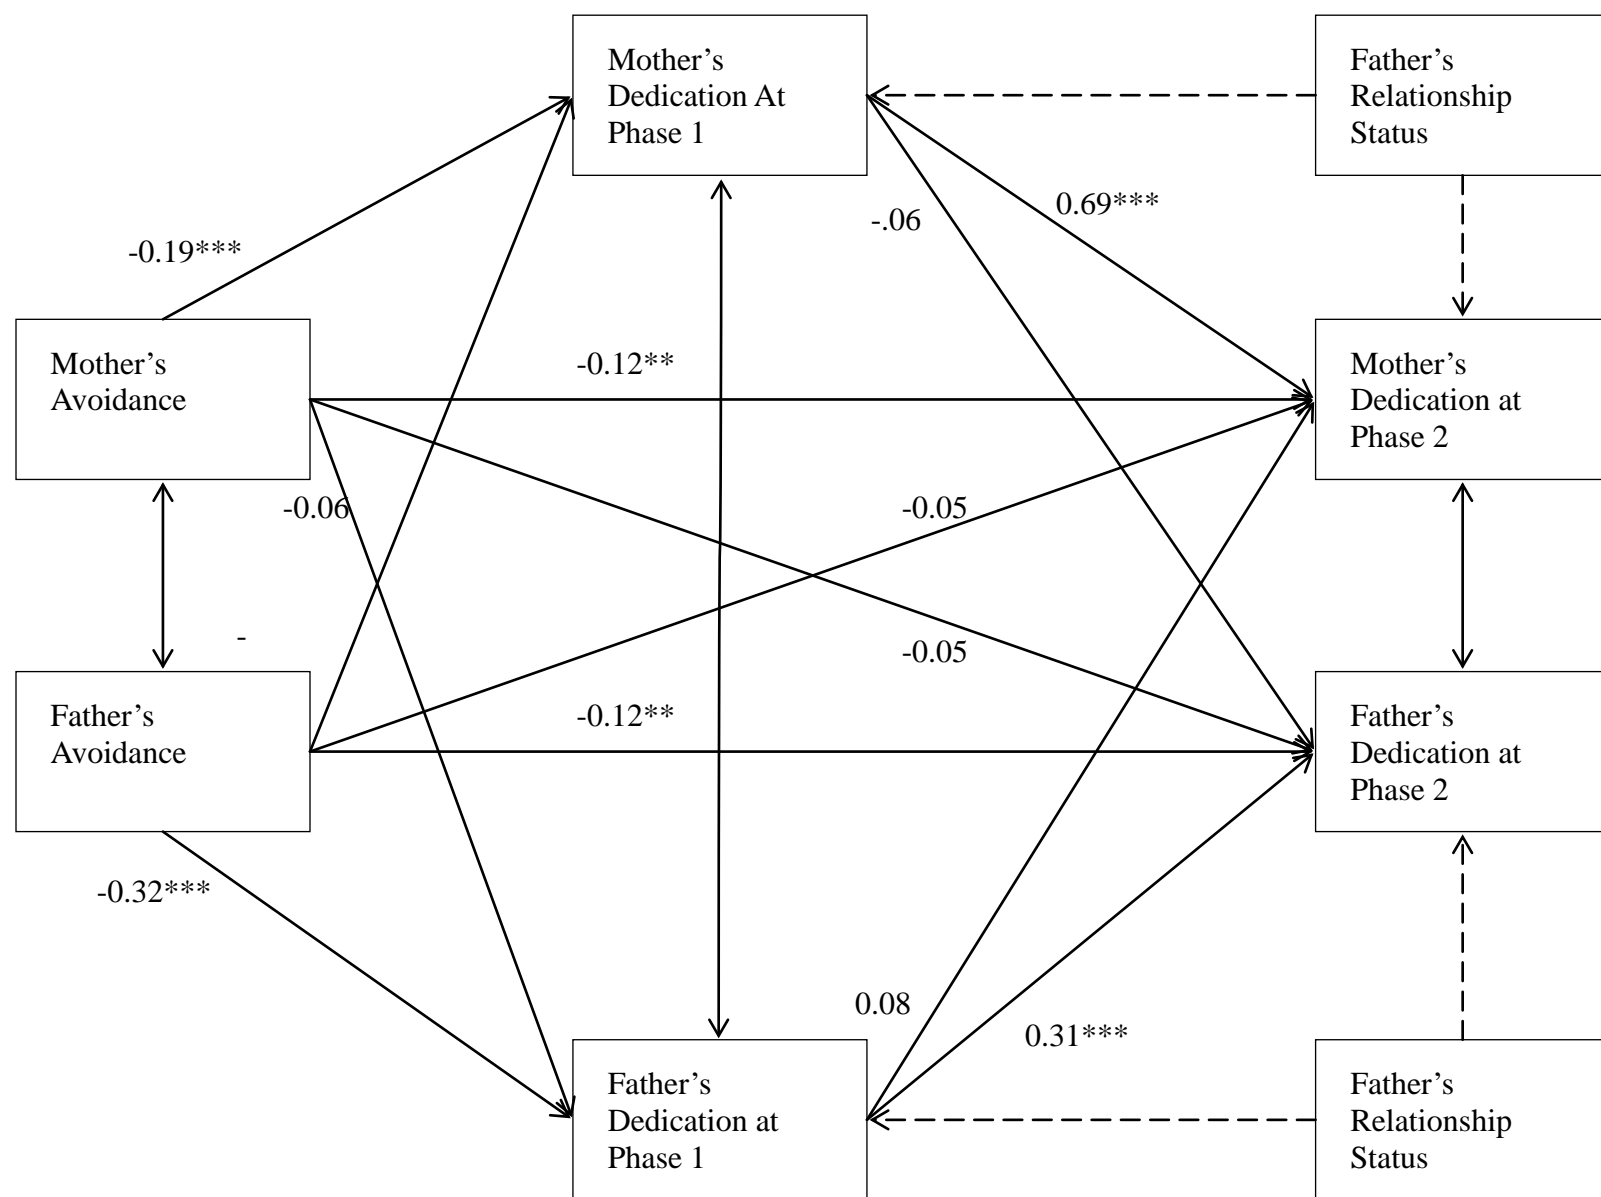 Mother’s
Dedication At
Phase 1
Father’s
Relationship
Status
-0.19***
-.06
0.69***
Mother’s
Avoidance
-0.12**
Mother’s
Dedication at
Phase 2
-0.06
-0.05
-
-0.05
Father’s
Avoidance
-0.12**
Father’s
Dedication at
Phase 2
-0.32***
0.08
0.31***
Father’s
Dedication at
Phase 1
Father’s
Relationship
Status